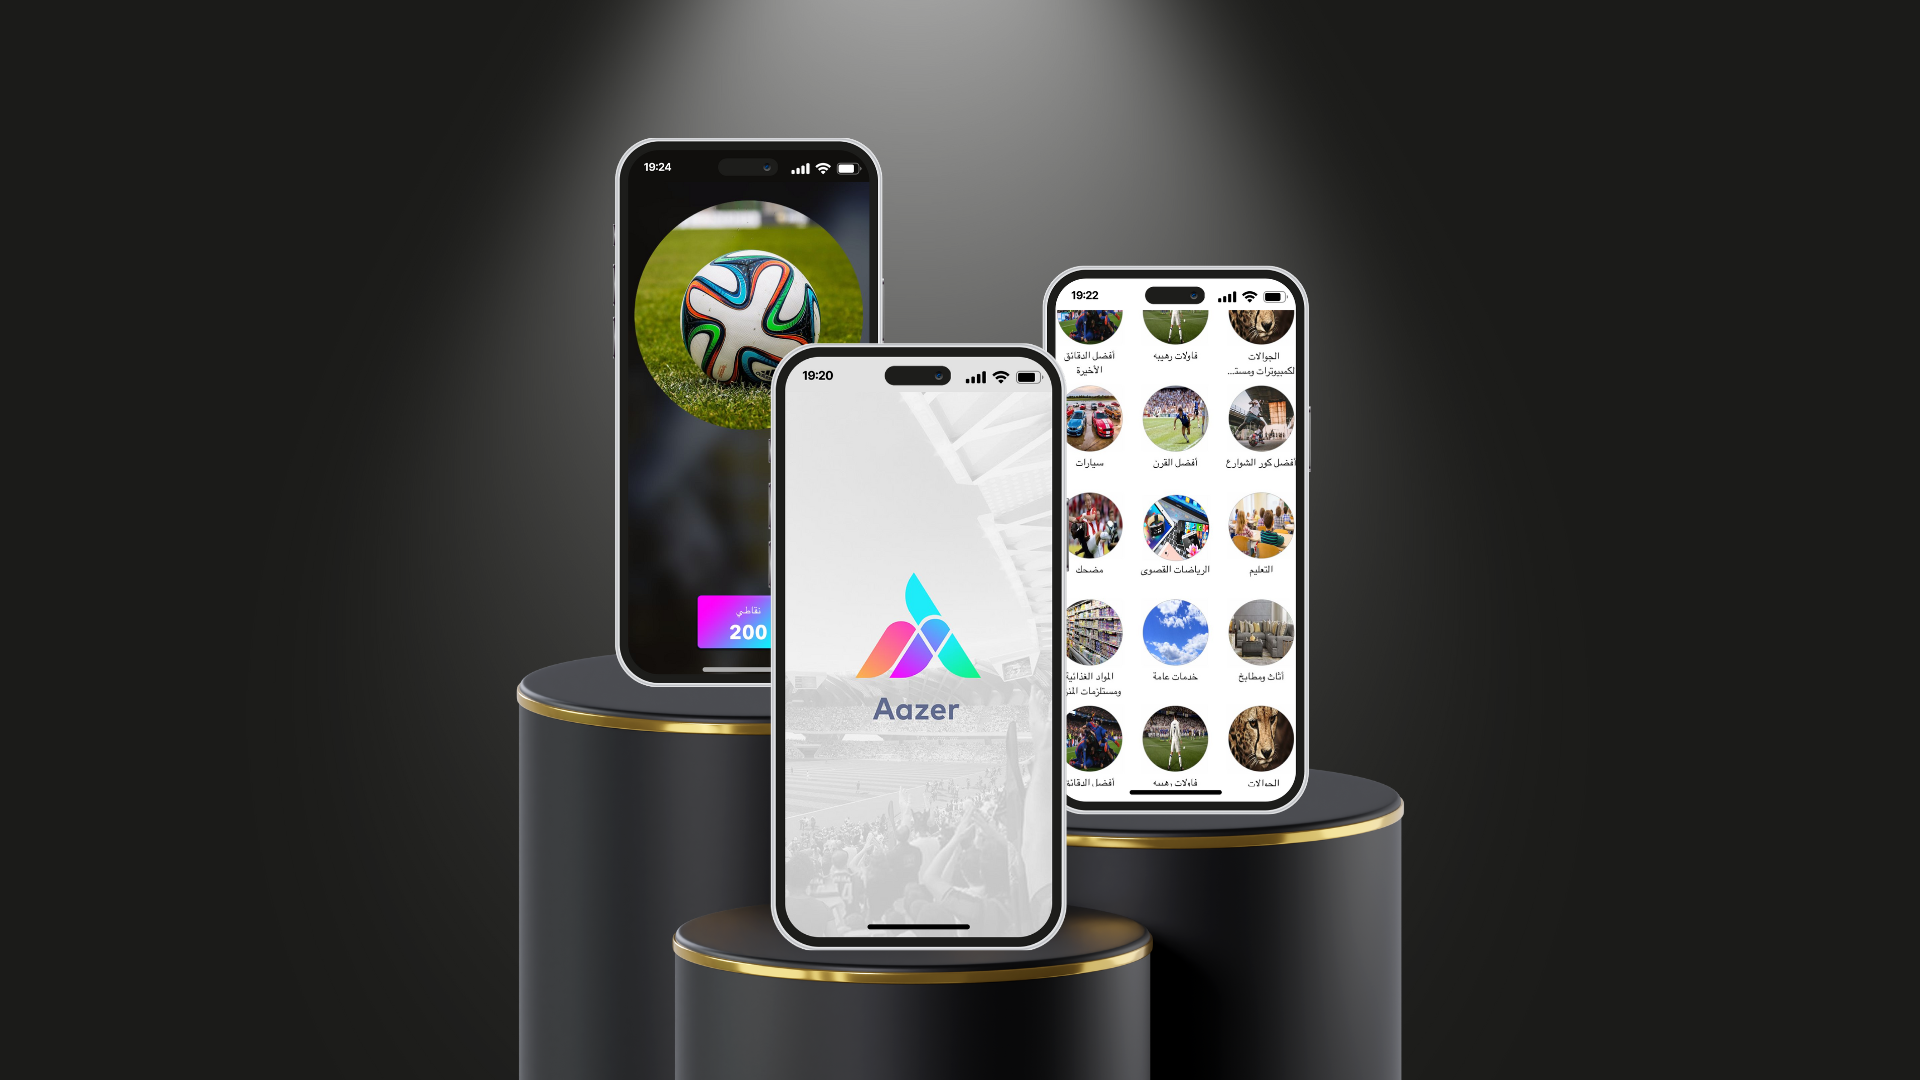 19:24
نقاطي
200
19:20
Aazer
19:22
أفضل الدقائق
الأخيرة
فاولات رهيبه
الجوالات
لكمبيوترات ومستـ...
سيارات
أفضل القرن
أفضل كور الشوارع
مضحك
الرياضات القصوى
التعليم
المواد الغذائية
ومستلزمات المنز
خدمات عامة
أثاث ومطابخ
أفضل الدقائق
فاولات رهيبه
الجوالات